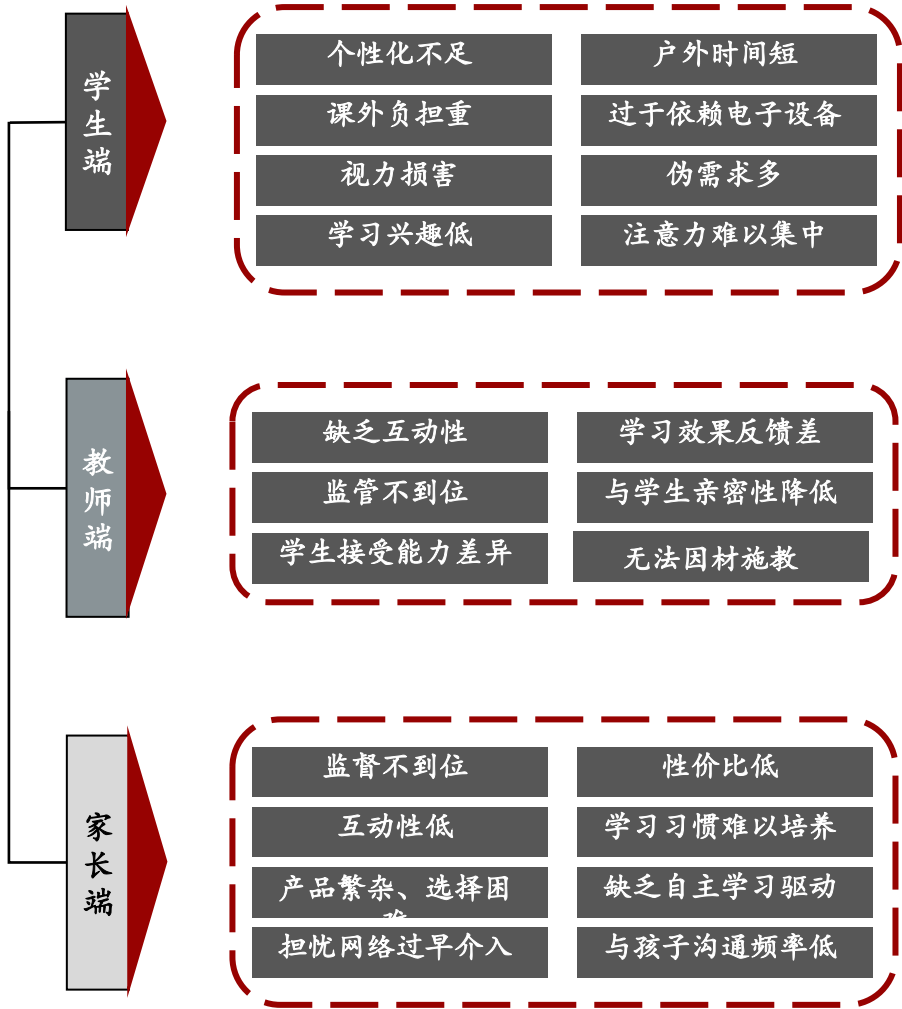 学生端
个性化不足
户外时间短
课外负担重
过于依赖电子设备
视力损害
伪需求多
学习兴趣低
注意力难以集中
教师端
缺乏互动性
学习效果反馈差
监管不到位
与学生亲密性降低
学生接受能力差异
无法因材施教
家长端
监督不到位
性价比低
互动性低
学习习惯难以培养
产品繁杂、选择困
缺乏自主学习驱动
担忧网络过早介入
与孩子沟通频率低